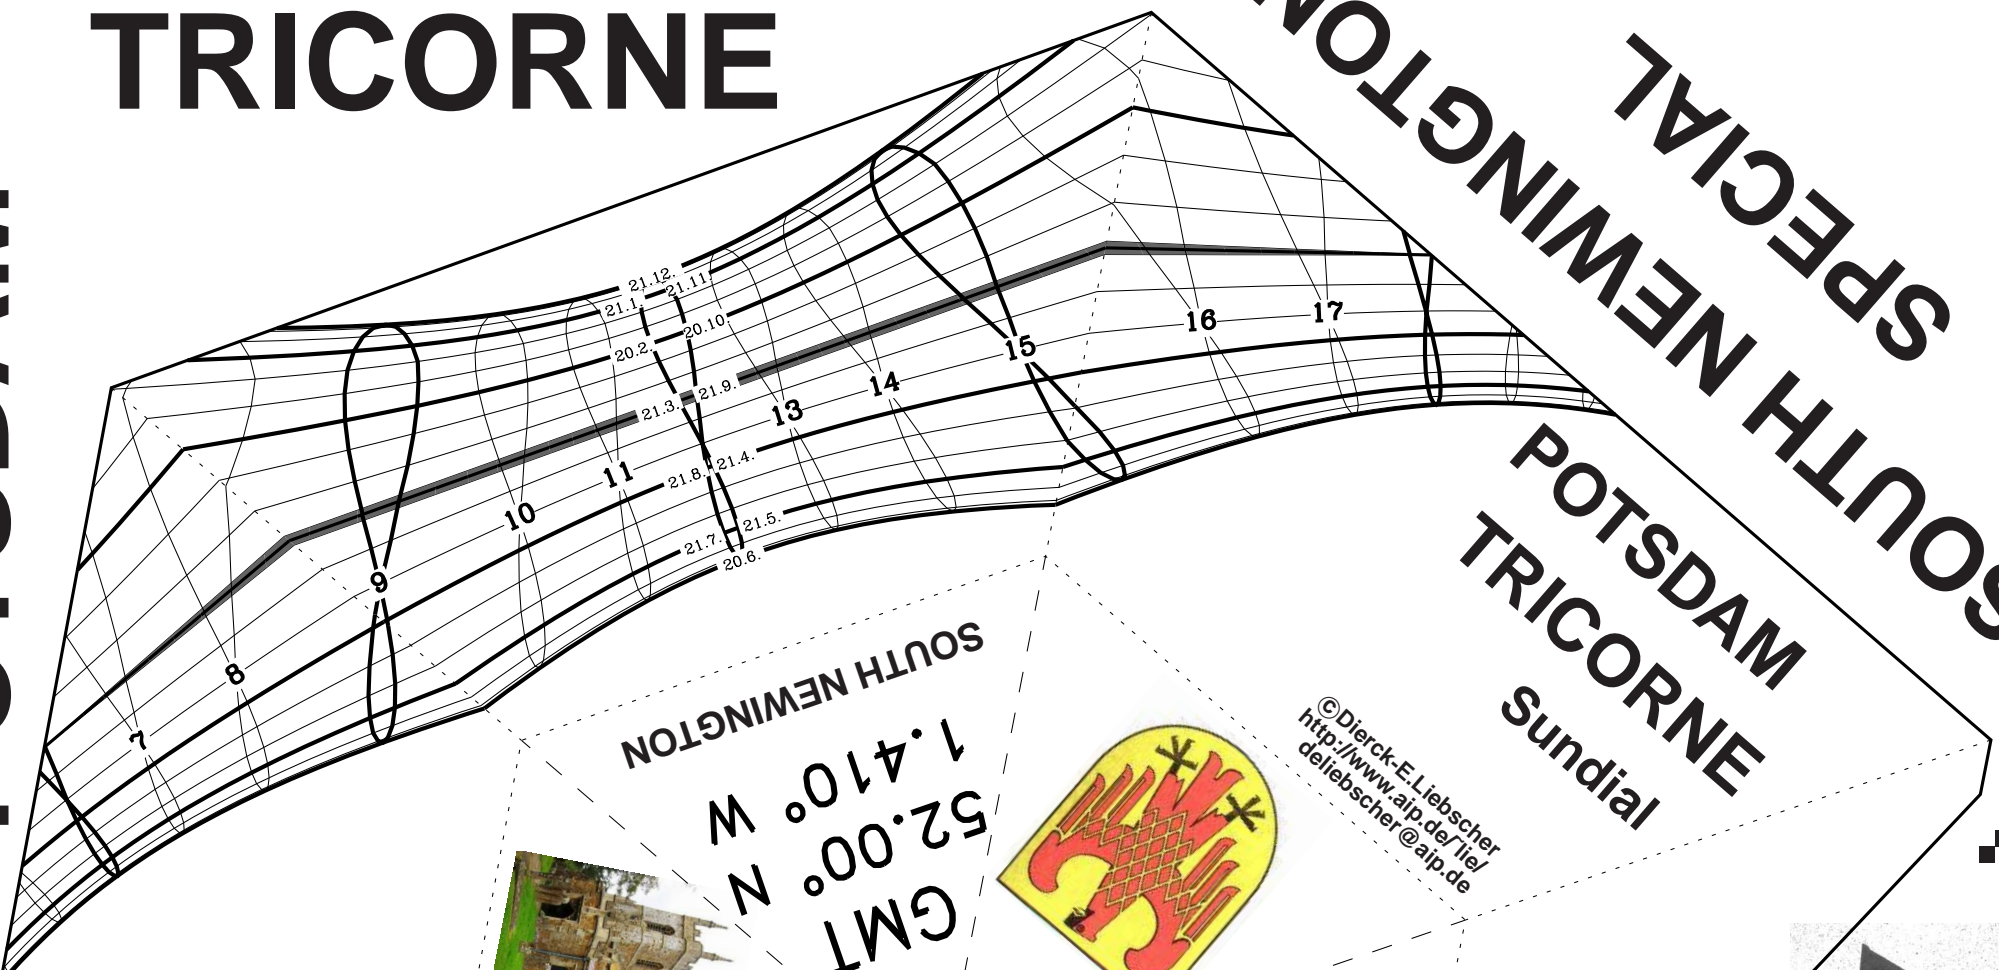 TRICORNE
SOUTH NEWINGTON
SPECIAL
21.12.
21.1.
21.11.
20.10.
20.2.
21.9.
21.3.
21.4.
21.8.
21.5.
21.7.
20.6.
7
8
9
10
11
13
14
15
16
17
POTSDAM
TRICORNE
Sundial
©Dierck-E.Liebscher
http://www.aip.de/~lie/
deliebscher@aip.de
SOUTH NEWINGTON
GMT
52.00° N
1.410° W